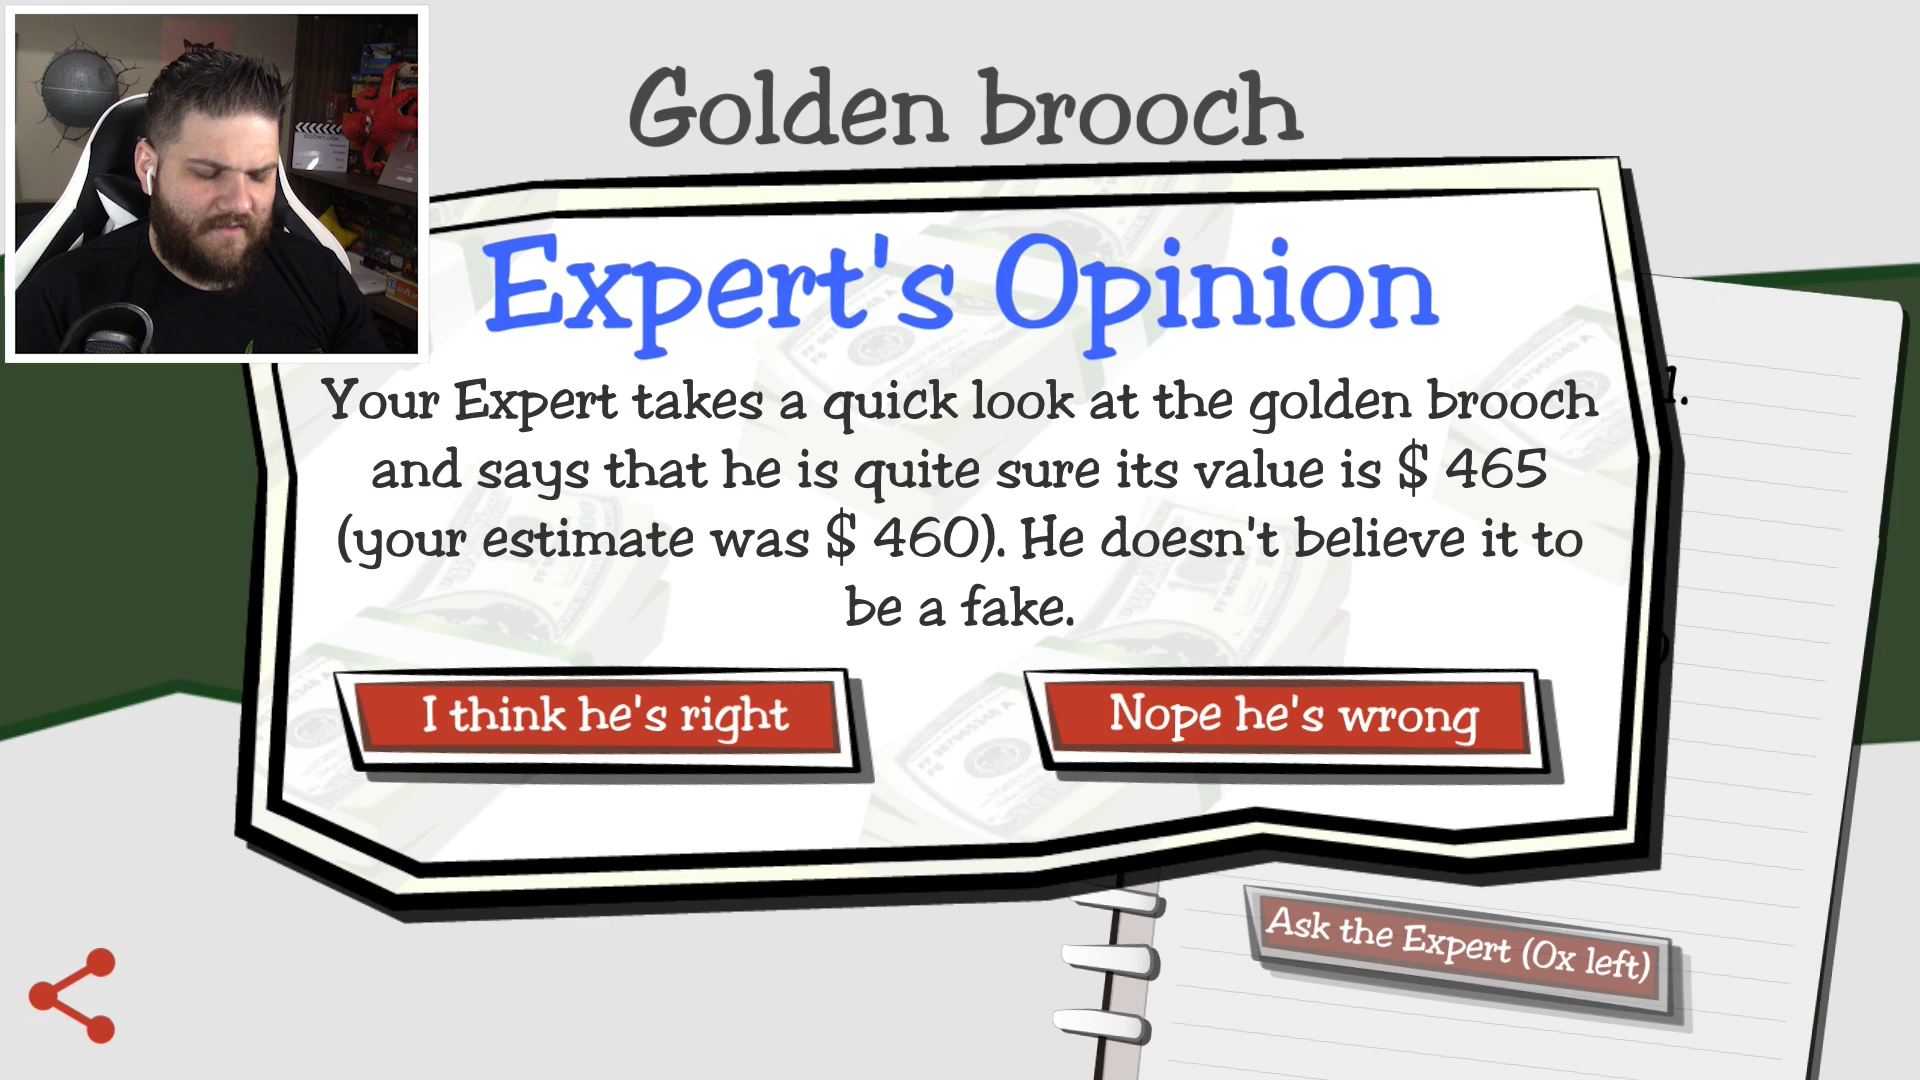 Golden brooch
Expert's Opinion
Your Expert takes a quick look at the golden brooch
and says that he is quite sure its value is $ 465
(your estimate was $ 460). He doesn't believe it to
be a fake.
I think he's right
Nope he's wrong
Ask the Expert (0x left)